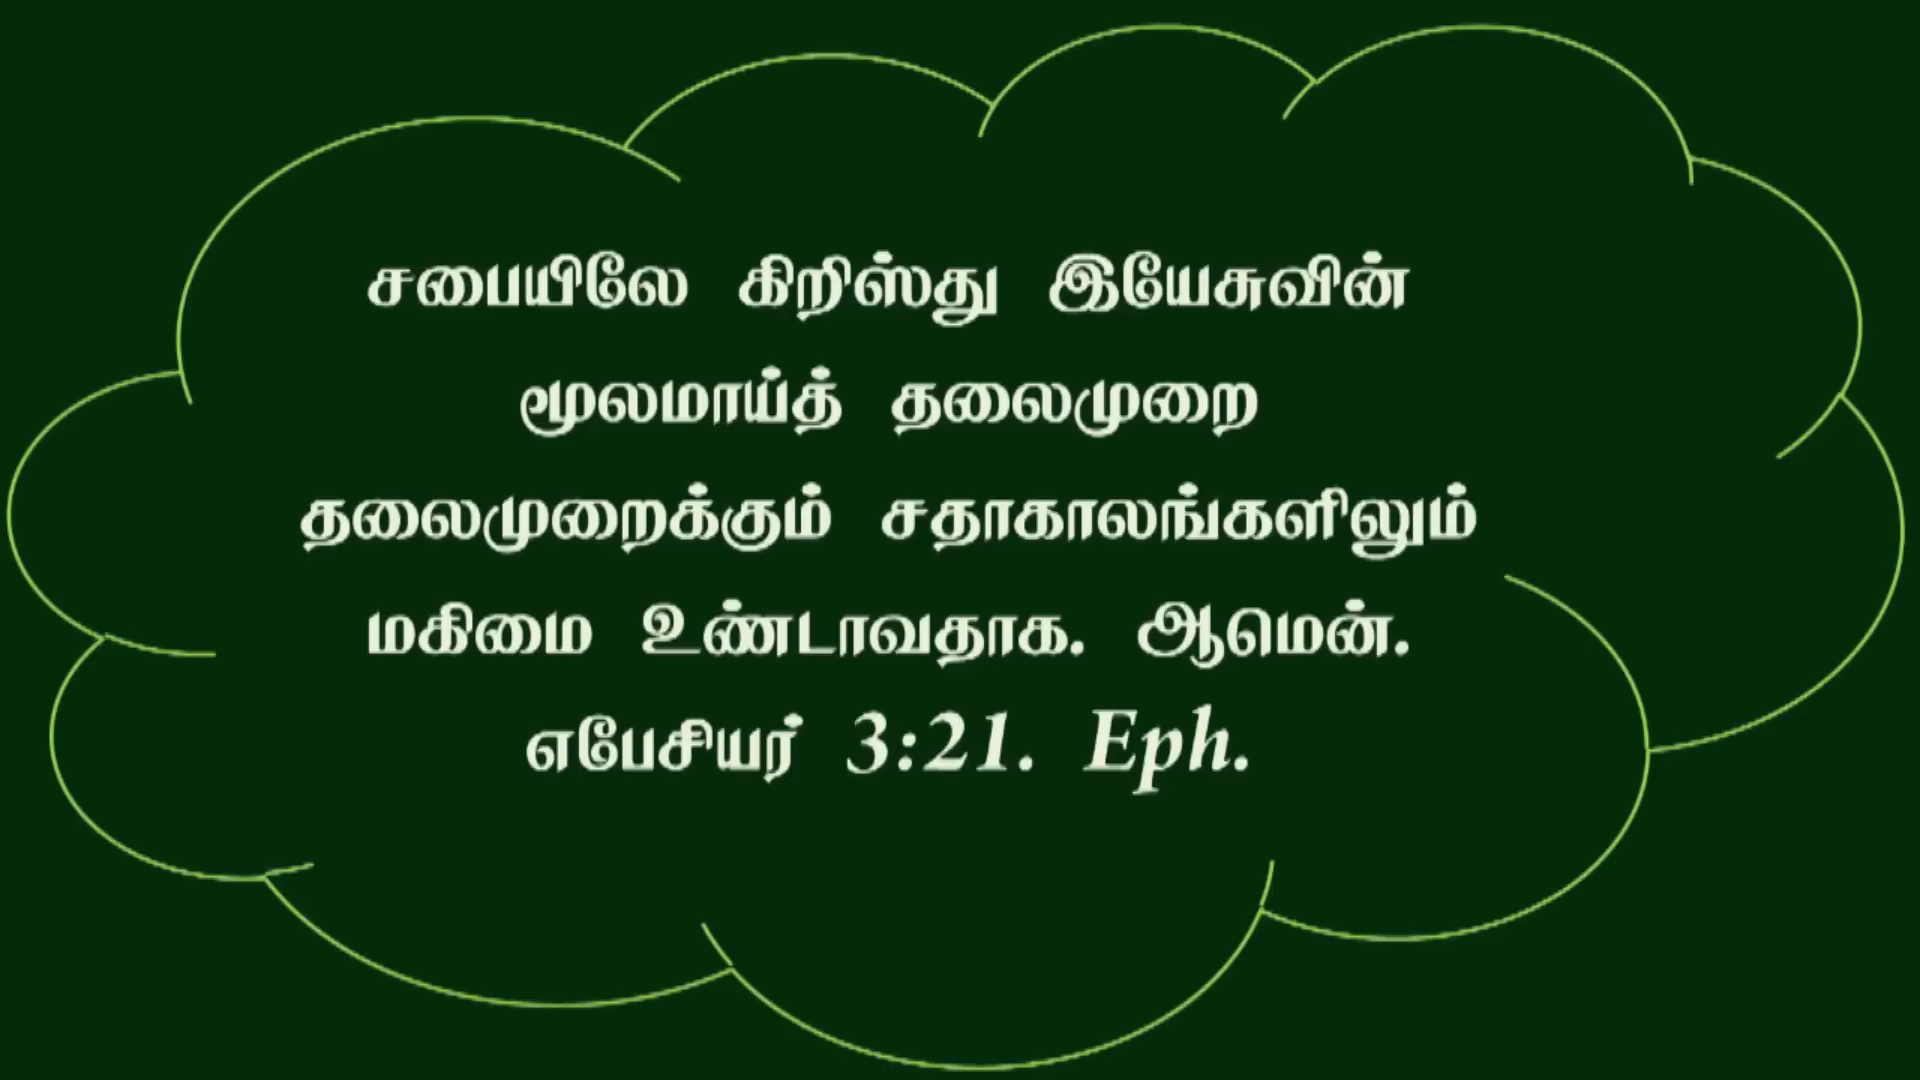 சபையிலே கிறிஸ்து இயேசுவின்
மூலமாய்த் தலைமுறை
தலைமுறைக்கும் சதாகாலங்களிலும்
மகிமை உண்டாவதாக. ஆமென்.
எபேசியர் 3:21. Eph.